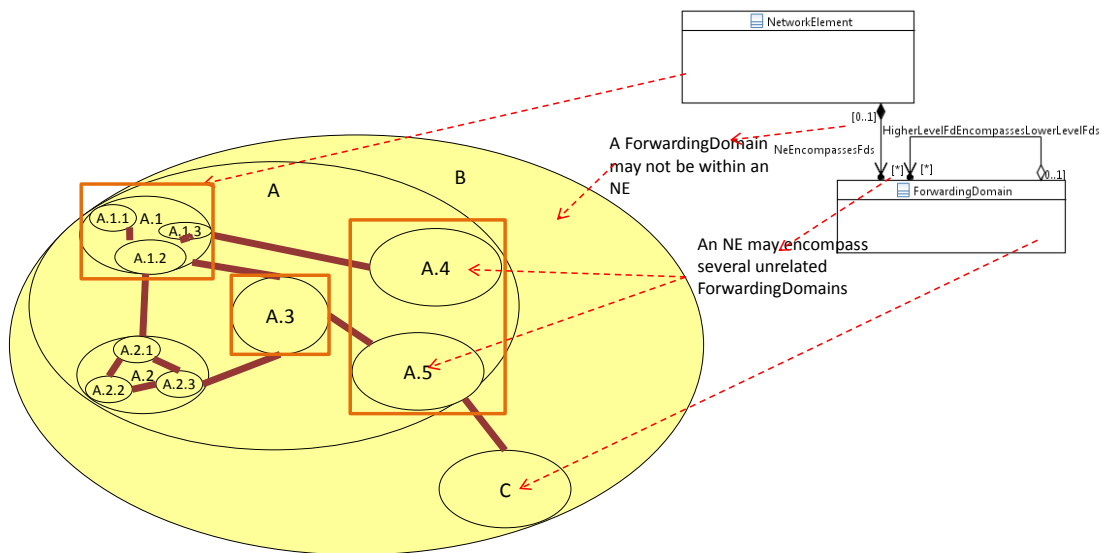 NetworkElement
[0..1]
HigherLevelFdEncompassesLowerLevelFds
NeEncompassesFds
[*]
[*]
0..1]
ForwardingDomain
A ForwardingDomain
may not be within an
NE
An NE may encompass
several unrelated
ForwardingDomains
B
A
A.1.1
A.1
A.1.3
A.1.2
A.4
A.3
A.2.1
A.2
A.2.2
A.2.3
A.5
C